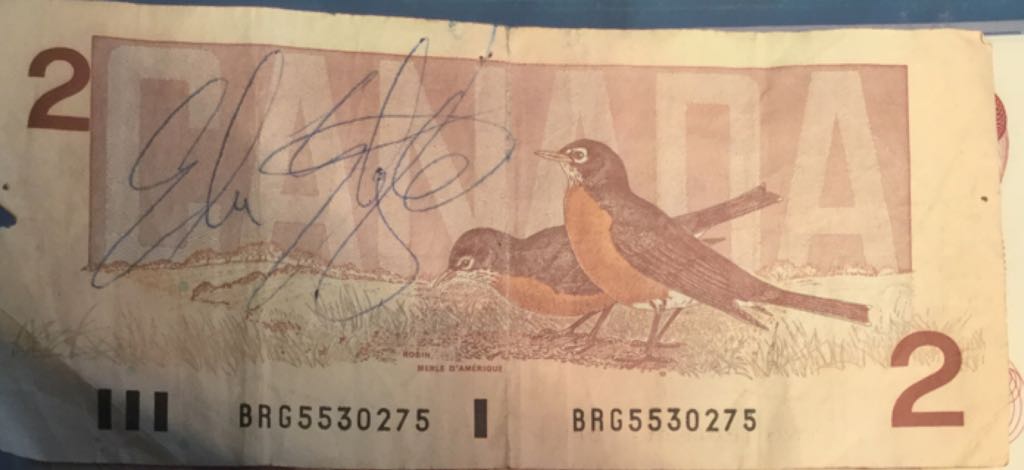 2
CANADA
ROBIN
MERLE D'AMÉRIQUE
2
BRG5530275 BRG5530275